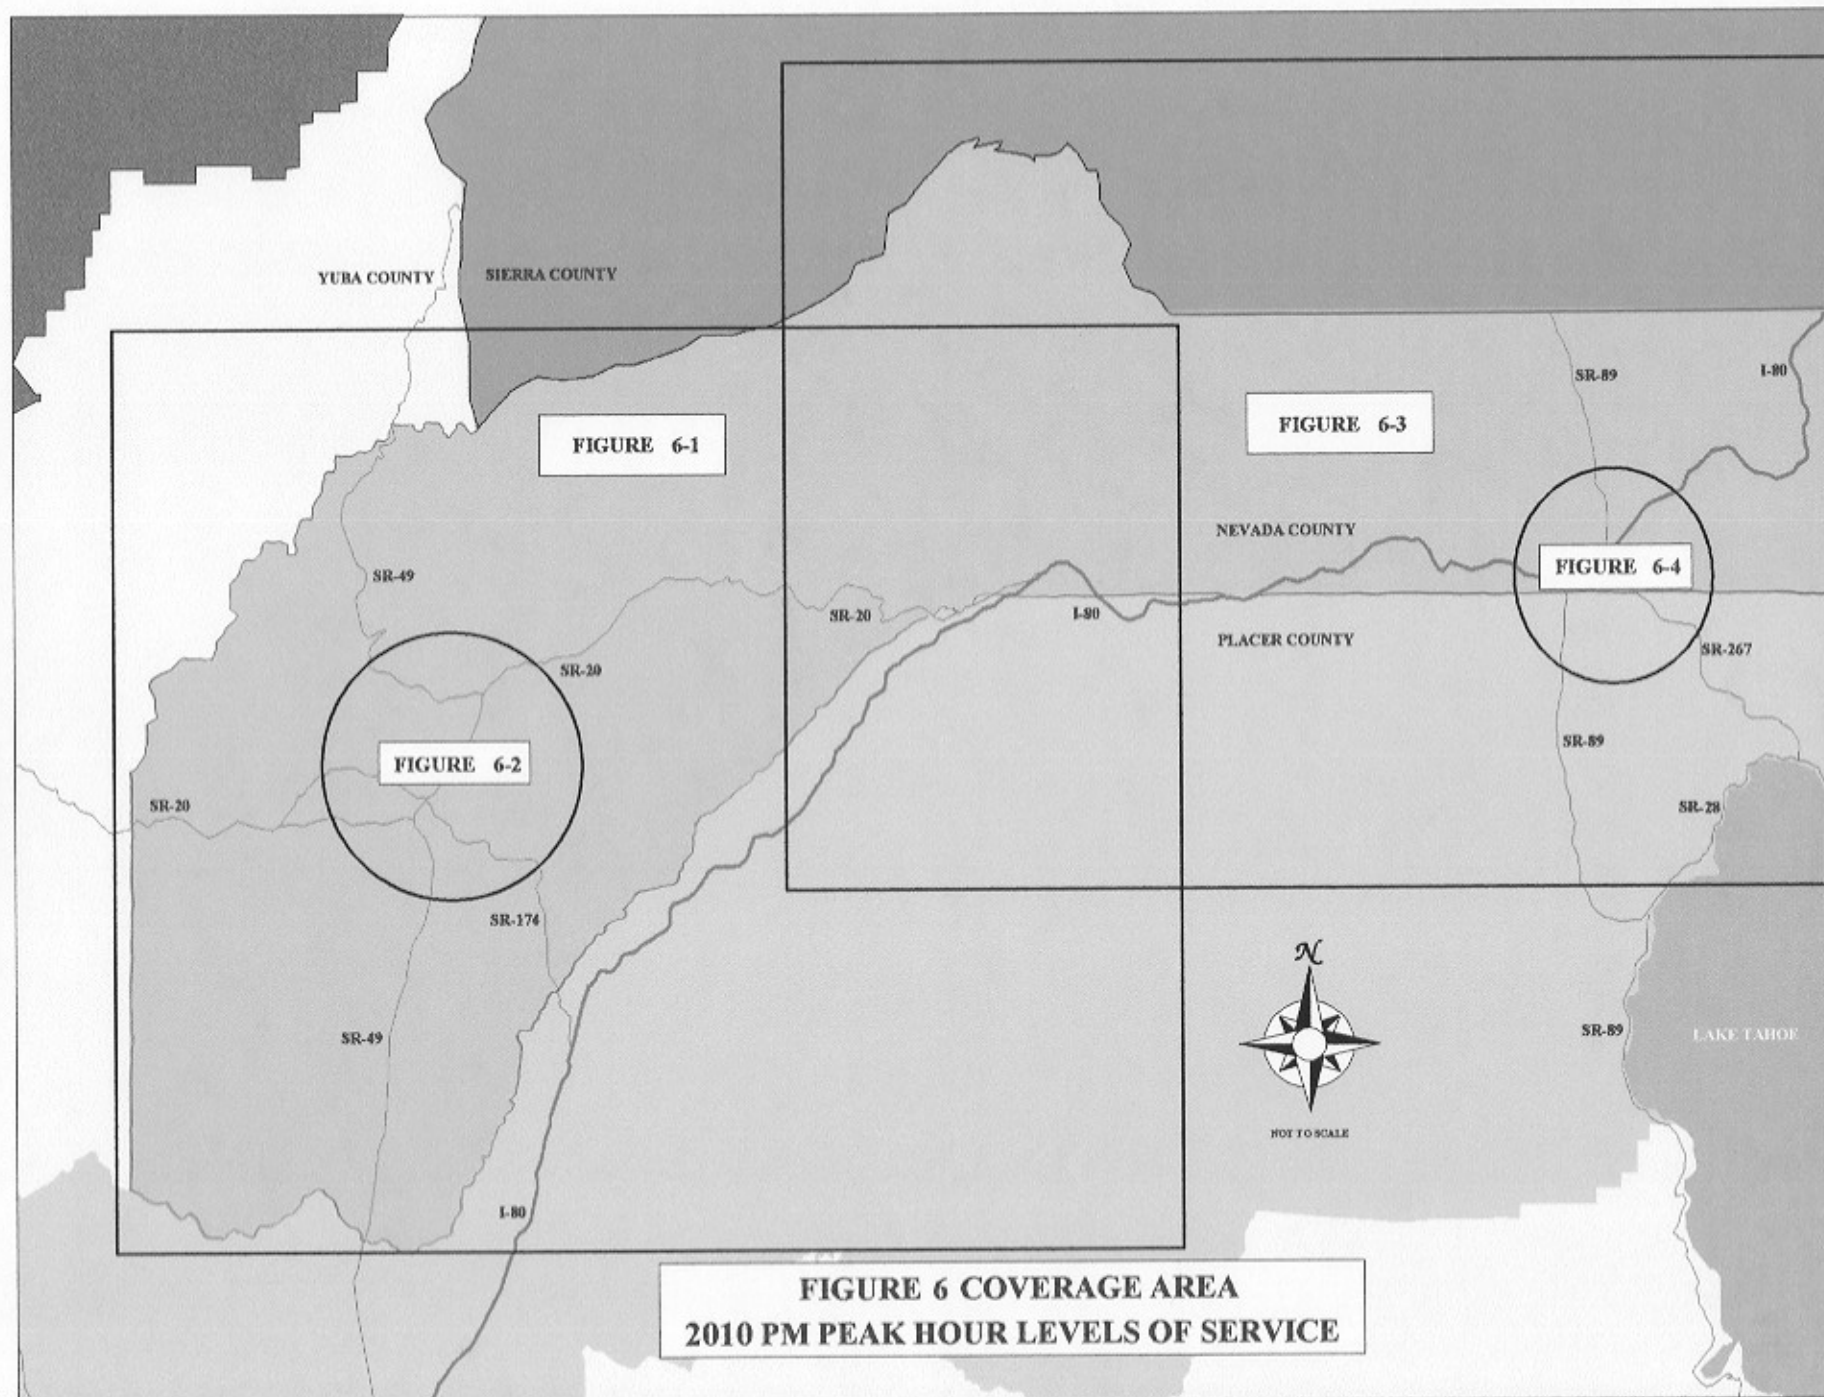 YUBA COUNTY
SIERRA COUNTY
SR-89
I-80
FIGURE 6-1
FIGURE 6-3
NEVADA COUNTY
FIGURE 6-4
SR-49
SR-20
I-80
PLACER COUNTY
SR-267
SR-20
SR-89
FIGURE 6-2
SR-20
SR-28
SR-174
N
SR-49
SR-89
LAKE TAHOE
NOT TO SCALE
I-80
FIGURE 6 COVERAGE AREA
2010 PM PEAK HOUR LEVELS OF SERVICE